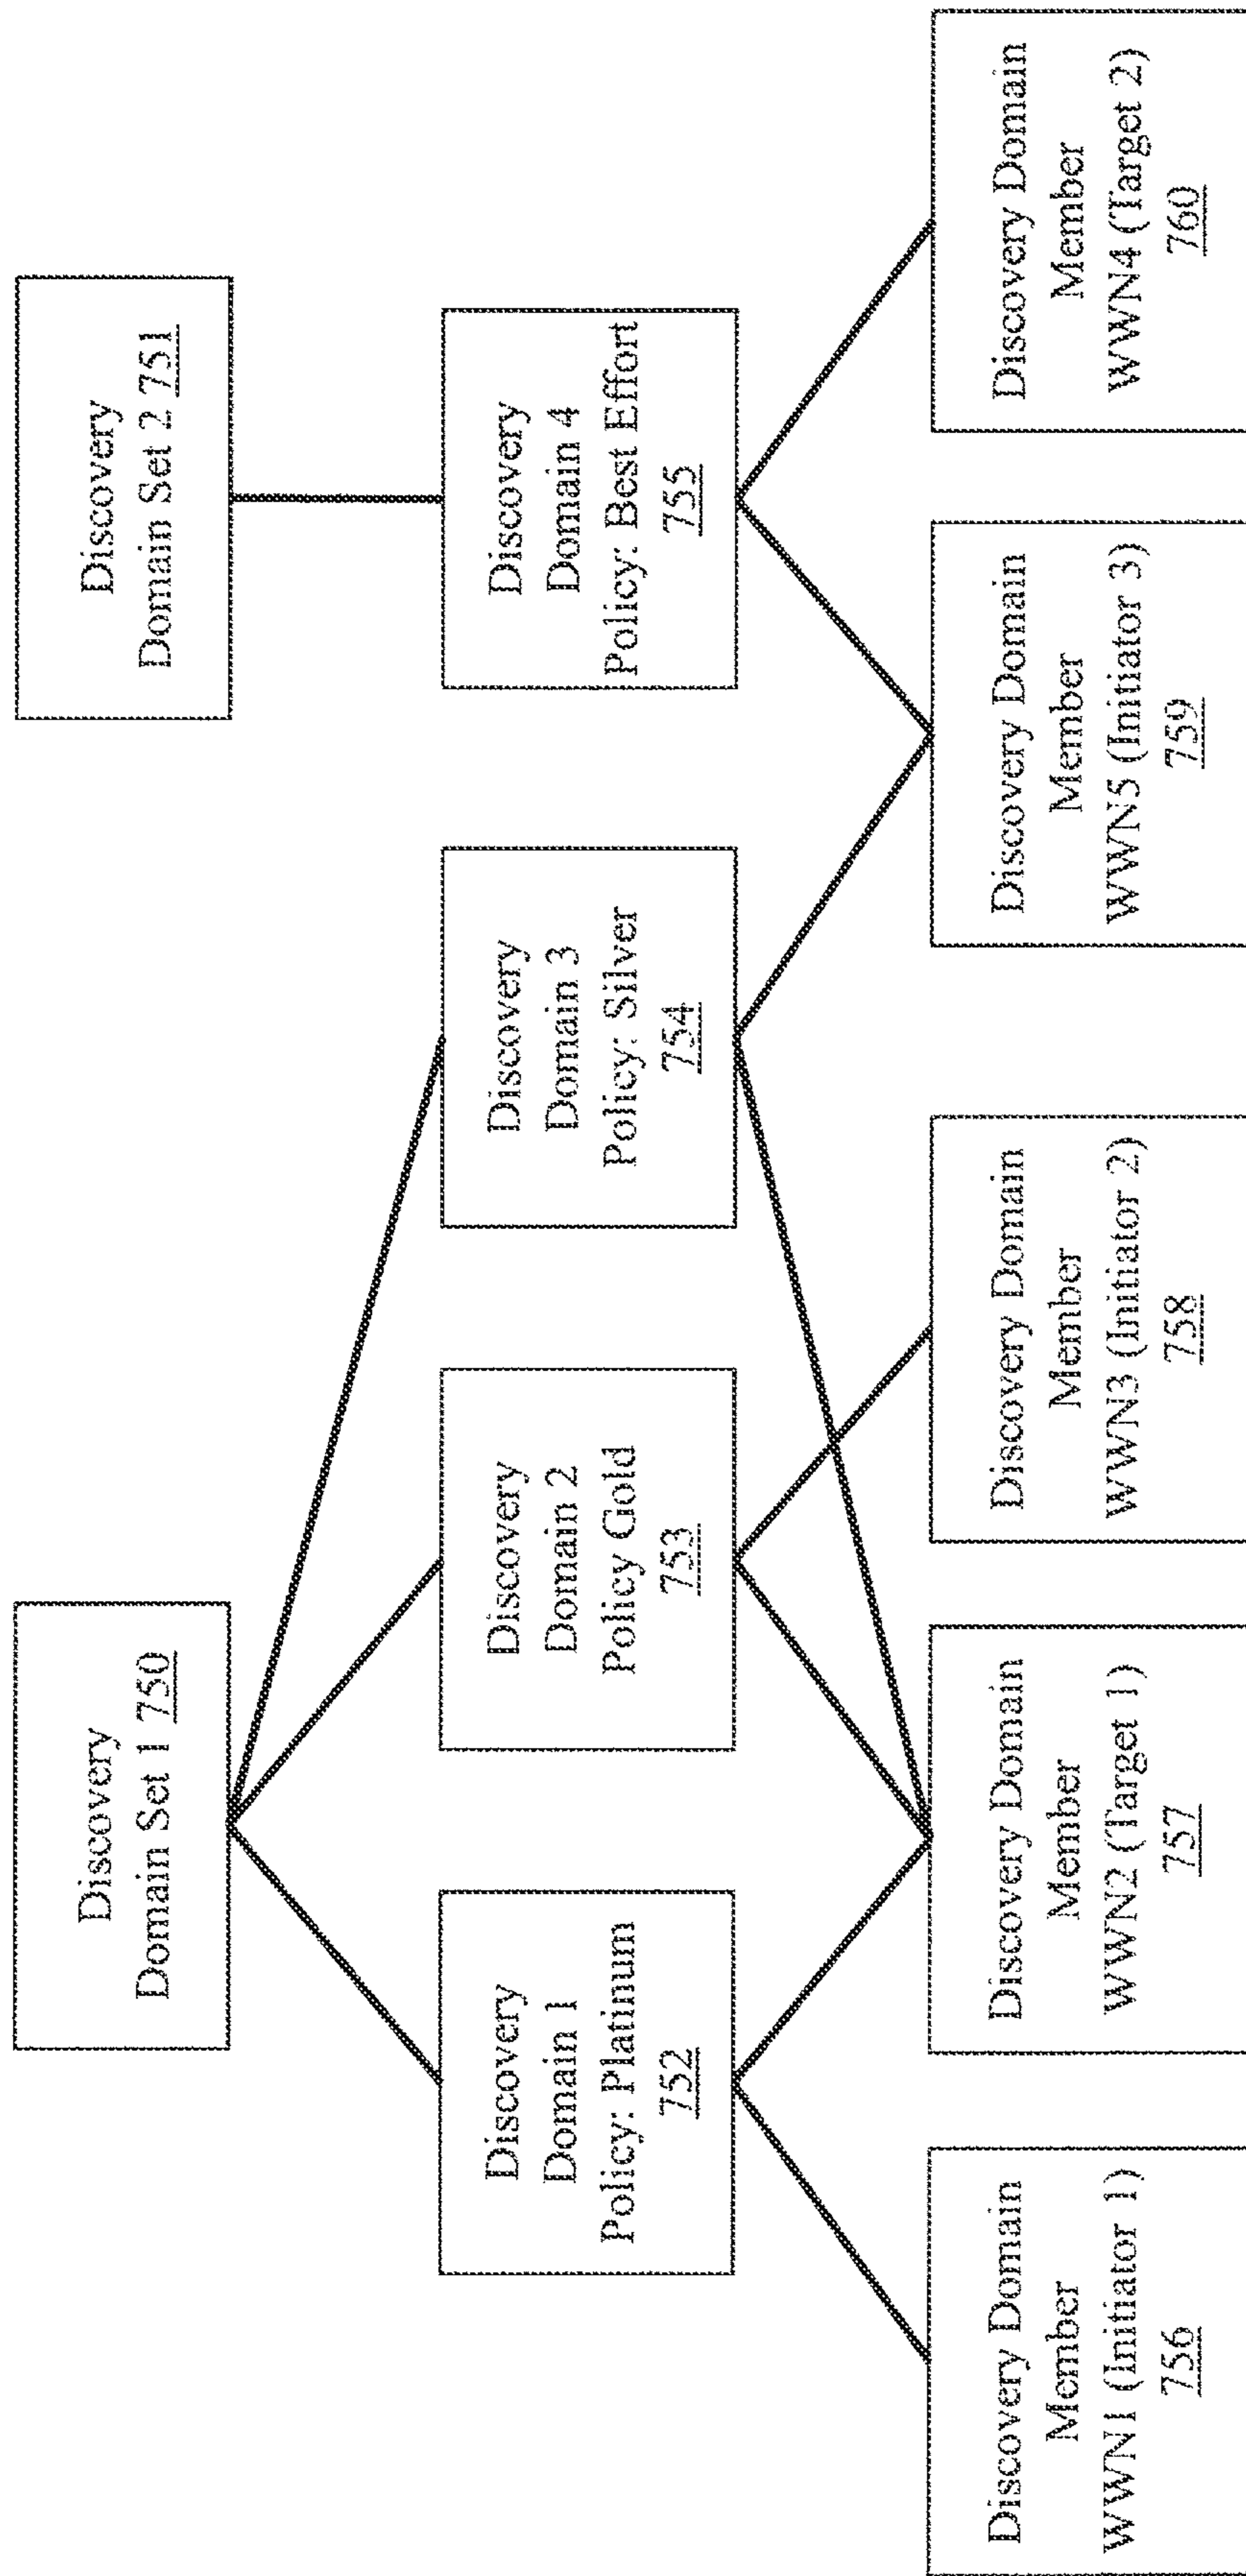 Discovery
Domain Set 1 750
Discovery
Domain Set 2 751
Discovery
Domain 1
Policy: Platinum
752
Discovery
Domain 2
Policy Gold
753
Discovery
Domain 3
Policy: Silver
754
Discovery
Domain 4
Policy: Best Effort
755
Discovery Domain
Member
WWN1 (Initiator 1)
756
Discovery Domain
Member
WWN2 (Target 1)
757
Discovery Domain
Member
WWN3 (Initiator 2)
758
Discovery Domain
Member
WWN5 (Initiator 3)
759
Discovery Domain
Member
WWN4 (Target 2)
760